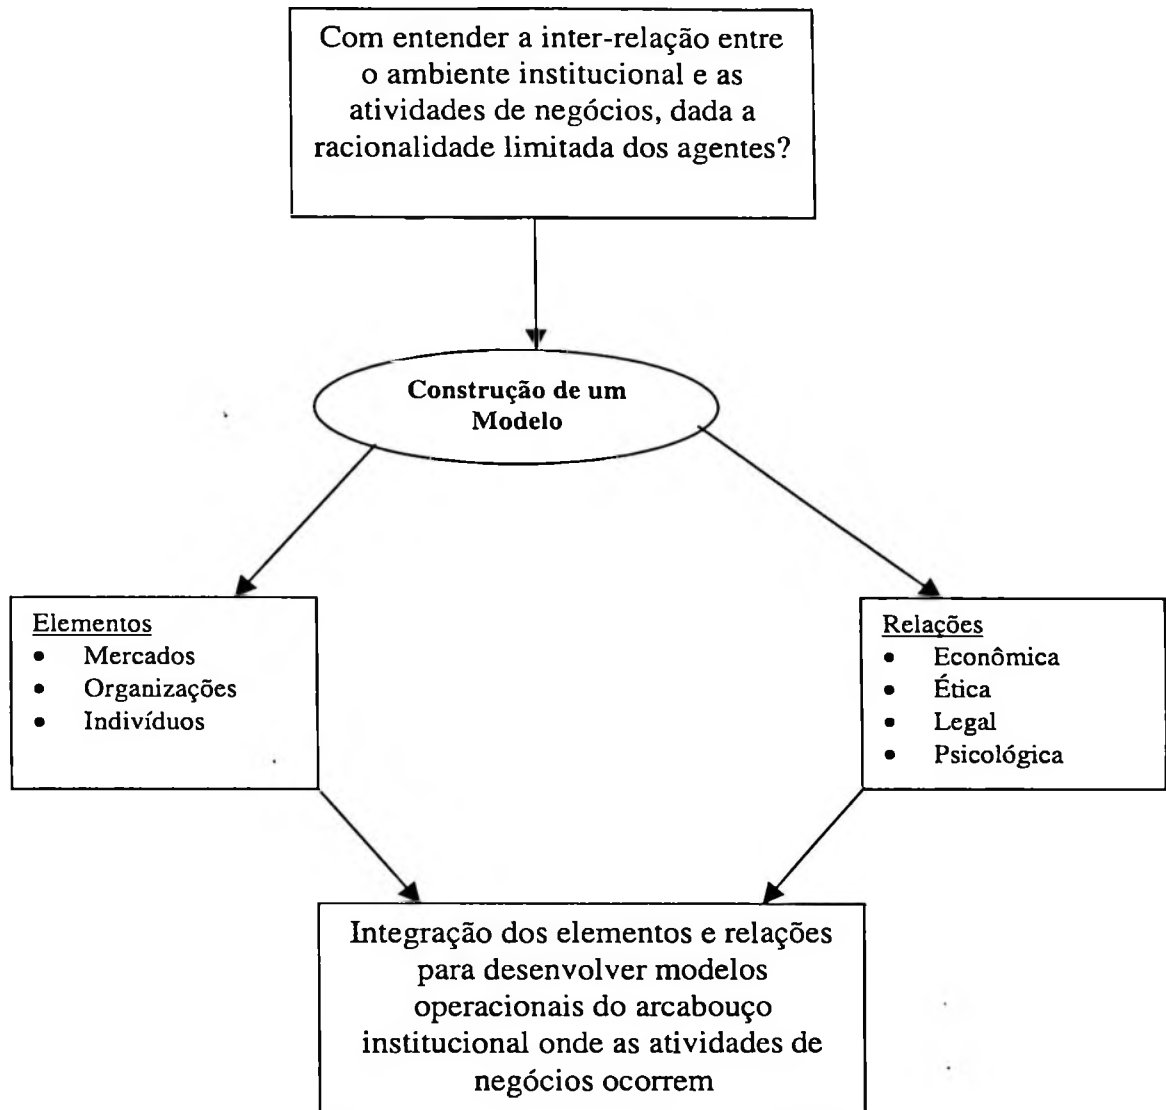 Com entender a inter-relação entre
o ambiente institucional e as
atividades de negócios, dada a
racionalidade limitada dos agentes?
Construção de um
Modelo
Elementos
• Mercados
• Organizações
• Indivíduos
Relações
• Econômica
• Ética
• Legal
• Psicológica
Integração dos elementos e relações
para desenvolver modelos
operacionais do arcabouço
institucional onde as atividades de
negócios ocorrem